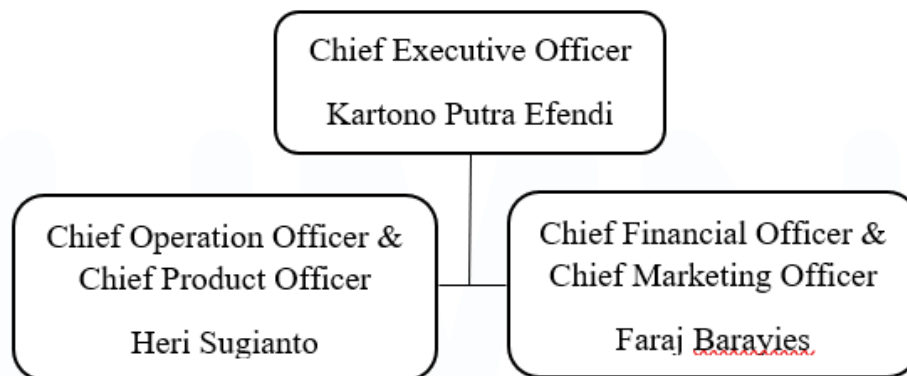 Chief Executive Officer
Kartono Putra Efendi
Chief Operation Officer &
Chief Product Officer
Heri Sugianto
Chief Financial Officer &
Chief Marketing Officer
Faraj Barayies